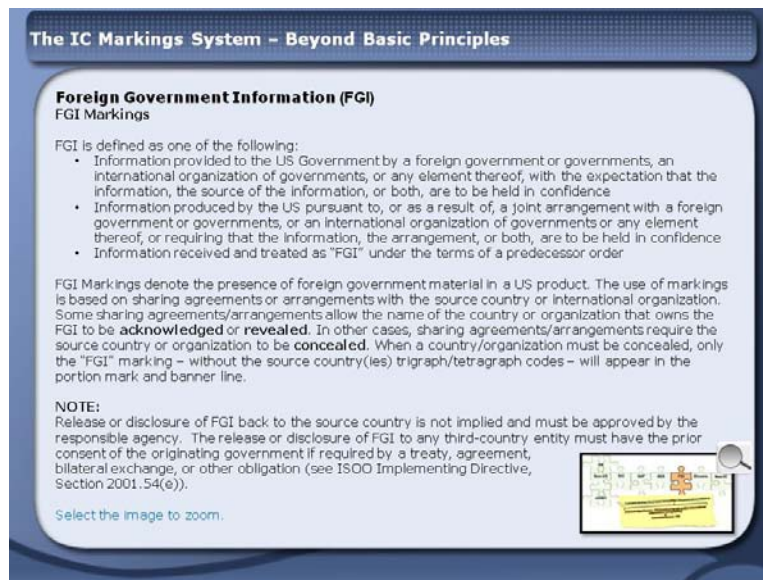 The IC Markings System – Beyond Basic Principles
Foreign Government Information (FGI)
FGI Markings
FGI is defined as one of the following:
• Information provided to the US Government by a foreign government or governments, an
international organization of governments, or any element thereof, with the expectation that the
information, the source of the information, or both, are to be held in confidence
• Information produced by the US pursuant to, or as a result of, a joint arrangement with a foreign
government or governments, or an international organization of governments or any element
thereof, or requiring that the information, the arrangement, or both, are to be held in confidence
• Information received and treated as "FGI" under the terms of a predecessor order
FGI Markings denote the presence of foreign government material in a US product. The use of markings
is based on sharing agreements or arrangements with the source country or international organization.
Some sharing agreements/arrangements allow the name of the country or organization that owns the
FGI to be acknowledged or revealed. In other cases, sharing agreements/arrangements require the
source country or organization to be concealed. When a country/organization must be concealed, only
the "FGI" marking – without the source country(ies) trigraph/tetragraph codes – will appear in the
portion mark and banner line.
NOTE:
Release or disclosure of FGI back to the source country is not implied and must be approved by the
responsible agency. The release or disclosure of FGI to any third-country entity must have the prior
consent of the originating government if required by a treaty, agreement,
bilateral exchange, or other obligation (see ISOO Implementing Directive,
Section 2001.54(e)).
Select the image to zoom.